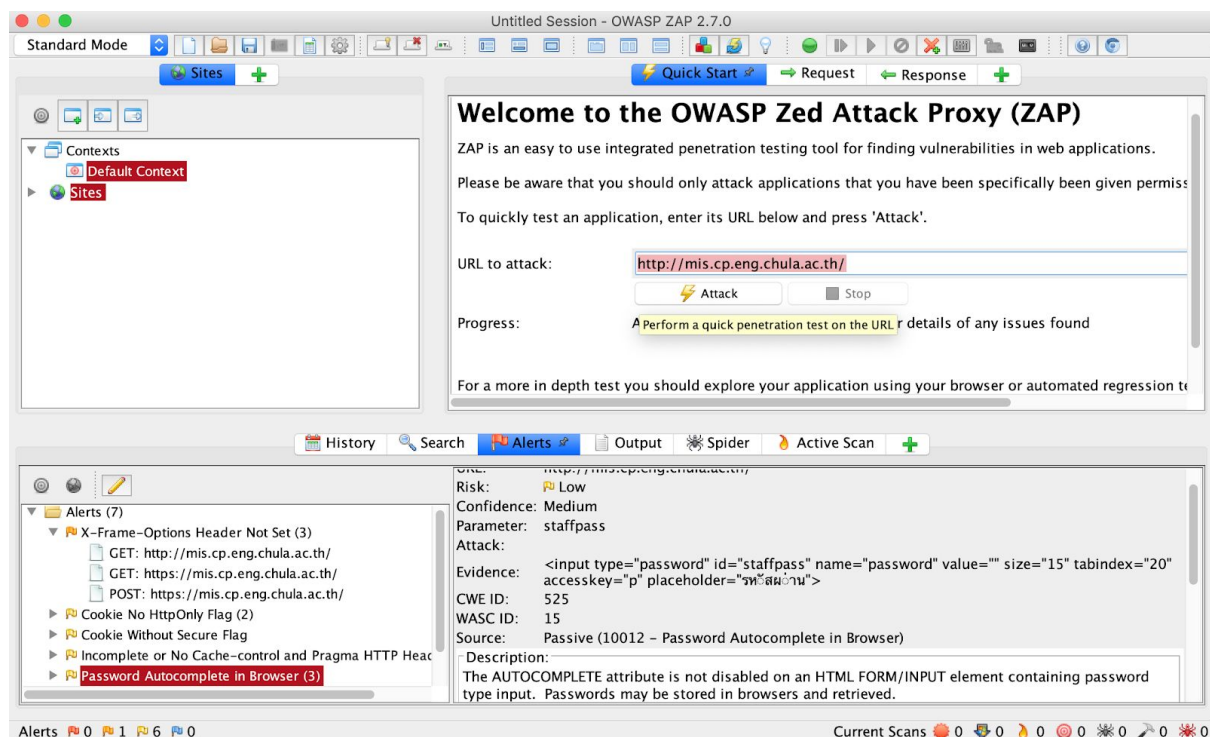 Untitled Session - OWASP ZAP 2.7.0
Standard Mode
Sites
Quick Start
Request
Response
Contexts
Default Context
Sites
Welcome to the OWASP Zed Attack Proxy (ZAP)
ZAP is an easy to use integrated penetration testing tool for finding vulnerabilities in web applications.
Please be aware that you should only attack applications that you have been specifically been given permiss
To quickly test an application, enter its URL below and press 'Attack'.
URL to attack: http://mis.cp.eng.chula.ac.th/
Attack
Stop
Progress: A
Perform a quick penetration test on the URL
r details of any issues found
For a more in depth test you should explore your application using your browser or automated regression te
History
Search
Alerts
Output
Spider
Active Scan
Alerts (7)
X-Frame-Options Header Not Set (3)
GET: http://mis.cp.eng.chula.ac.th/
GET: https://mis.cp.eng.chula.ac.th/
POST: https://mis.cp.eng.chula.ac.th/
Cookie No HttpOnly Flag (2)
Cookie Without Secure Flag
Incomplete or No Cache-control and Pragma HTTP Head
Password Autocomplete in Browser (3)
URL: http://mis.cp.eng.chula.ac.th/
Risk: Low
Confidence: Medium
Parameter: staffpass
Attack:
Evidence: <input type="password" id="staffpass" name="password" value="" size="15" tabindex="20"
accesskey="p" placeholder="รหัสผ่าน">
CWE ID: 525
WASC ID: 15
Source: Passive (10012 - Password Autocomplete in Browser)
Description:
The AUTOCOMPLETE attribute is not disabled on an HTML FORM/INPUT element containing password
type input. Passwords may be stored in browsers and retrieved.
Alerts 0 1 6 0
Current Scans 0 0 0 0 0 0 0